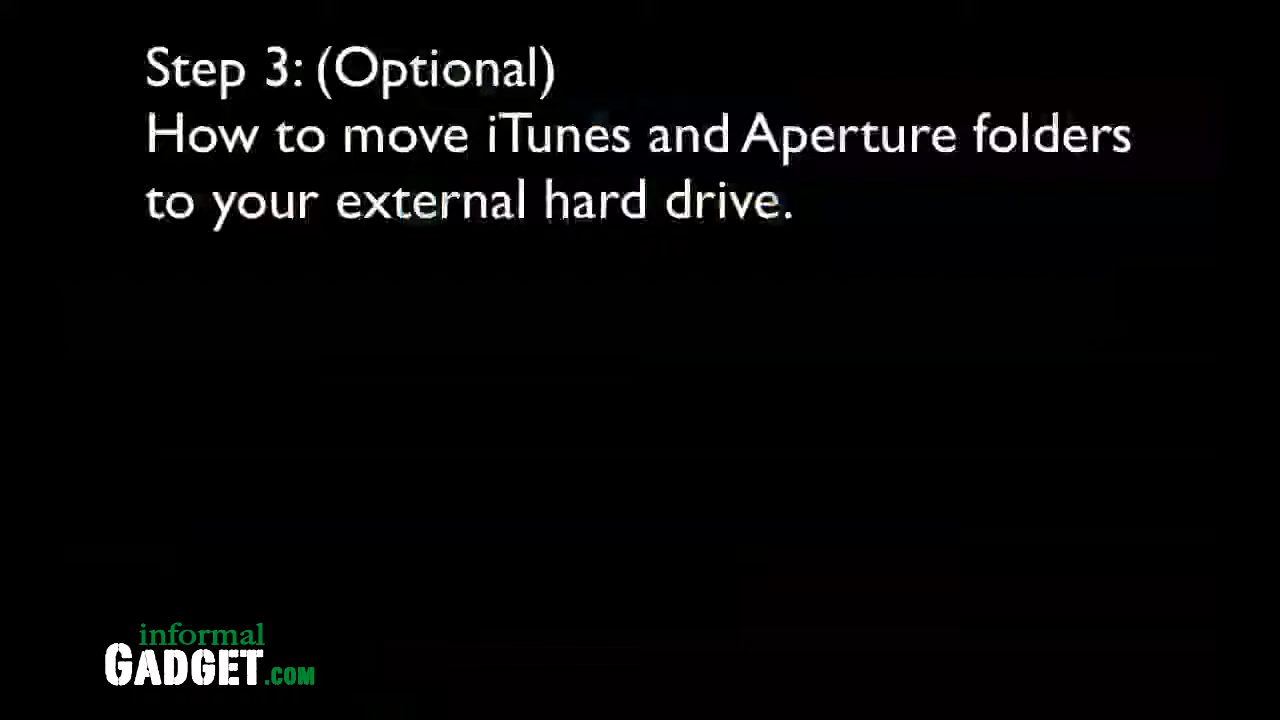 Step 3: (Optional)
How to move iTunes and Aperture folders
to your external hard drive.
informal
GADGET.COM